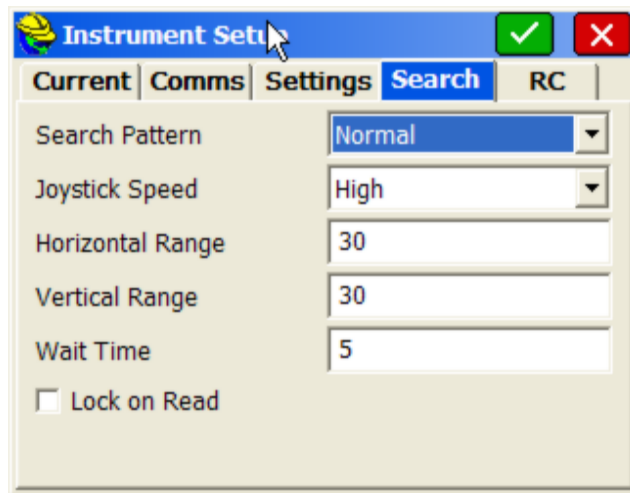 Instrument Setup
Current Comms Settings Search RC
Search Pattern Normal
Joystick Speed High
Horizontal Range 30
Vertical Range 30
Wait Time 5
Lock on Read